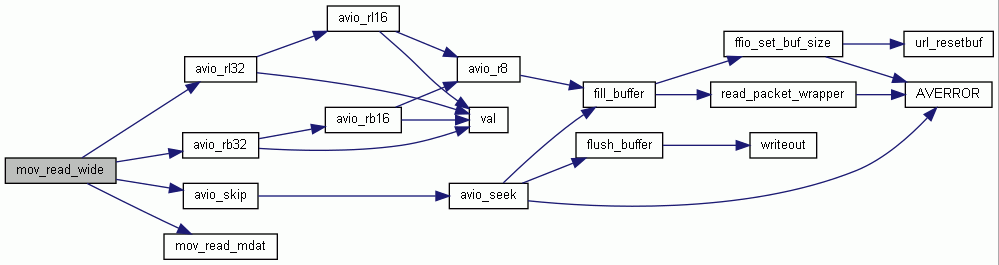 avio_rl16
ffio_set_buf_size
url_resetbuf
avio_rl32
avio_r8
fill_buffer
read_packet_wrapper
AVERROR
avio_rb16
val
avio_rb32
flush_buffer
writeout
mov_read_wide
avio_skip
avio_seek
mov_read_mdat